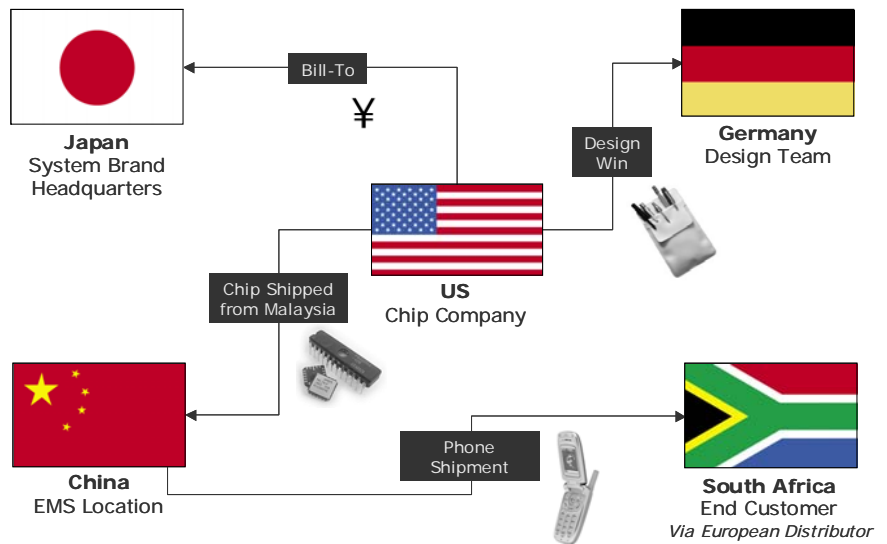 Bill-To
¥
Japan
System Brand
Headquarters
Design
Win
Germany
Design Team
Chip Shipped
from Malaysia
US
Chip Company
China
EMS Location
Phone
Shipment
South Africa
End Customer
Via European Distributor